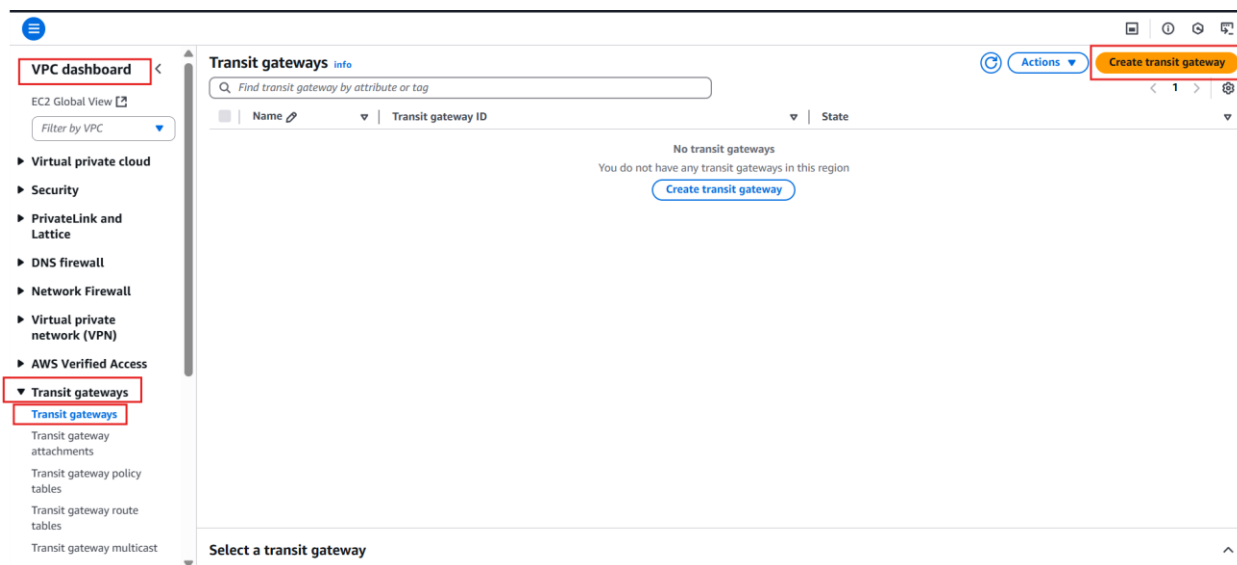 VPC dashboard
EC2 Global View
Filter by VPC
Virtual private cloud
Security
PrivateLink and
Lattice
DNS firewall
Network Firewall
Virtual private
network (VPN)
AWS Verified Access
Transit gateways
Transit gateways
Transit gateway
attachments
Transit gateway policy
tables
Transit gateway route
tables
Transit gateway multicast
Transit gateways info
Actions
Create transit gateway
Find transit gateway by attribute or tag
1
Name
Transit gateway ID
State
No transit gateways
You do not have any transit gateways in this region
Create transit gateway
Select a transit gateway